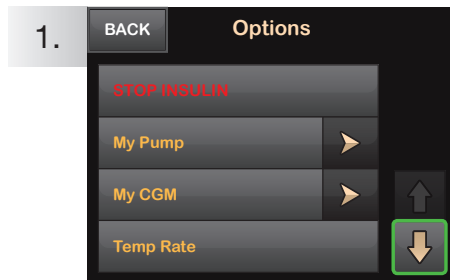 1.
BACK
Options
STOP INSULIN
My Pump
My CGM
Temp Rate